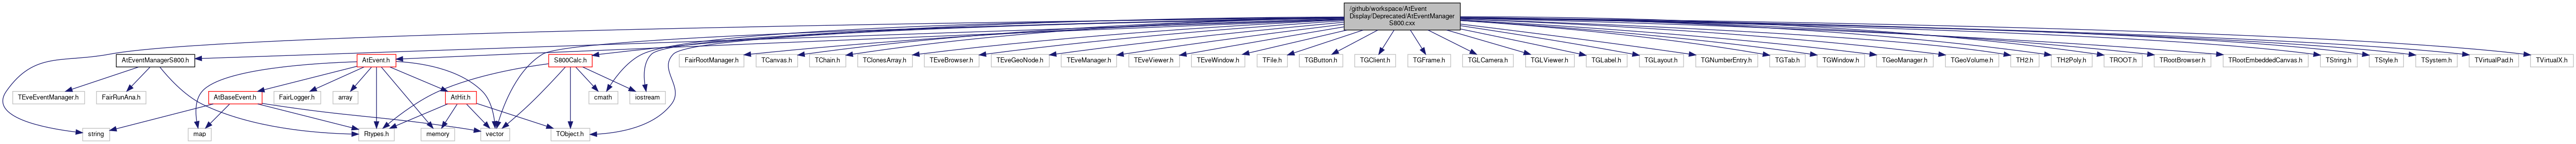 /github/workspace/AtEvent
Display/Deprecated/AtEventManager
S800.cxx
AtEventManagerS800.h
AtEvent.h
S800Calc.h
FairRootManager.h
TCanvas.h
TChain.h
TClonesArray.h
TEveBrowser.h
TEveGeoNode.h
TEveManager.h
TEveViewer.h
TEveWindow.h
TFile.h
TGButton.h
TGClient.h
TGFrame.h
TGLCamera.h
TGLViewer.h
TGLabel.h
TGLayout.h
TGNumberEntry.h
TGTab.h
TGWindow.h
TGeoManager.h
TGeoVolume.h
TH2.h
TH2Poly.h
TROOT.h
TRootBrowser.h
TRootEmbeddedCanvas.h
TString.h
TStyle.h
TSystem.h
TVirtualPad.h
TVirtualX.h
TEveEventManager.h
FairRunAna.h
AtBaseEvent.h
FairLogger.h
array
AtHit.h
cmath
iostream
string
map
Rtypes.h
memory
vector
TObject.h